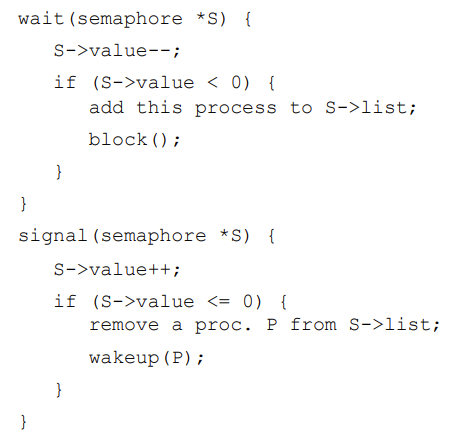 wait(semaphore *S) {
S->value--;
if (S->value < 0) {
add this process to S->list;
block();
}
}
signal(semaphore *S) {
S->value++;
if (S->value <= 0) {
remove a proc. P from S->list;
wakeup(P);
}
}